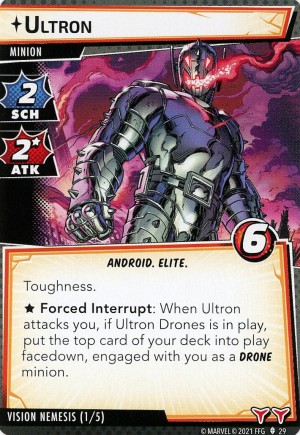 ULTRON
MINION
2
SCH
2★
ATK
6
ANDROID. ELITE.
Toughness.
★ Forced Interrupt: When Ultron
attacks you, if Ultron Drones is in play,
put the top card of your deck into play
facedown, engaged with you as a DRONE
minion.
VISION NEMESIS (1/5)
© MARVEL © 2021 FFG 29